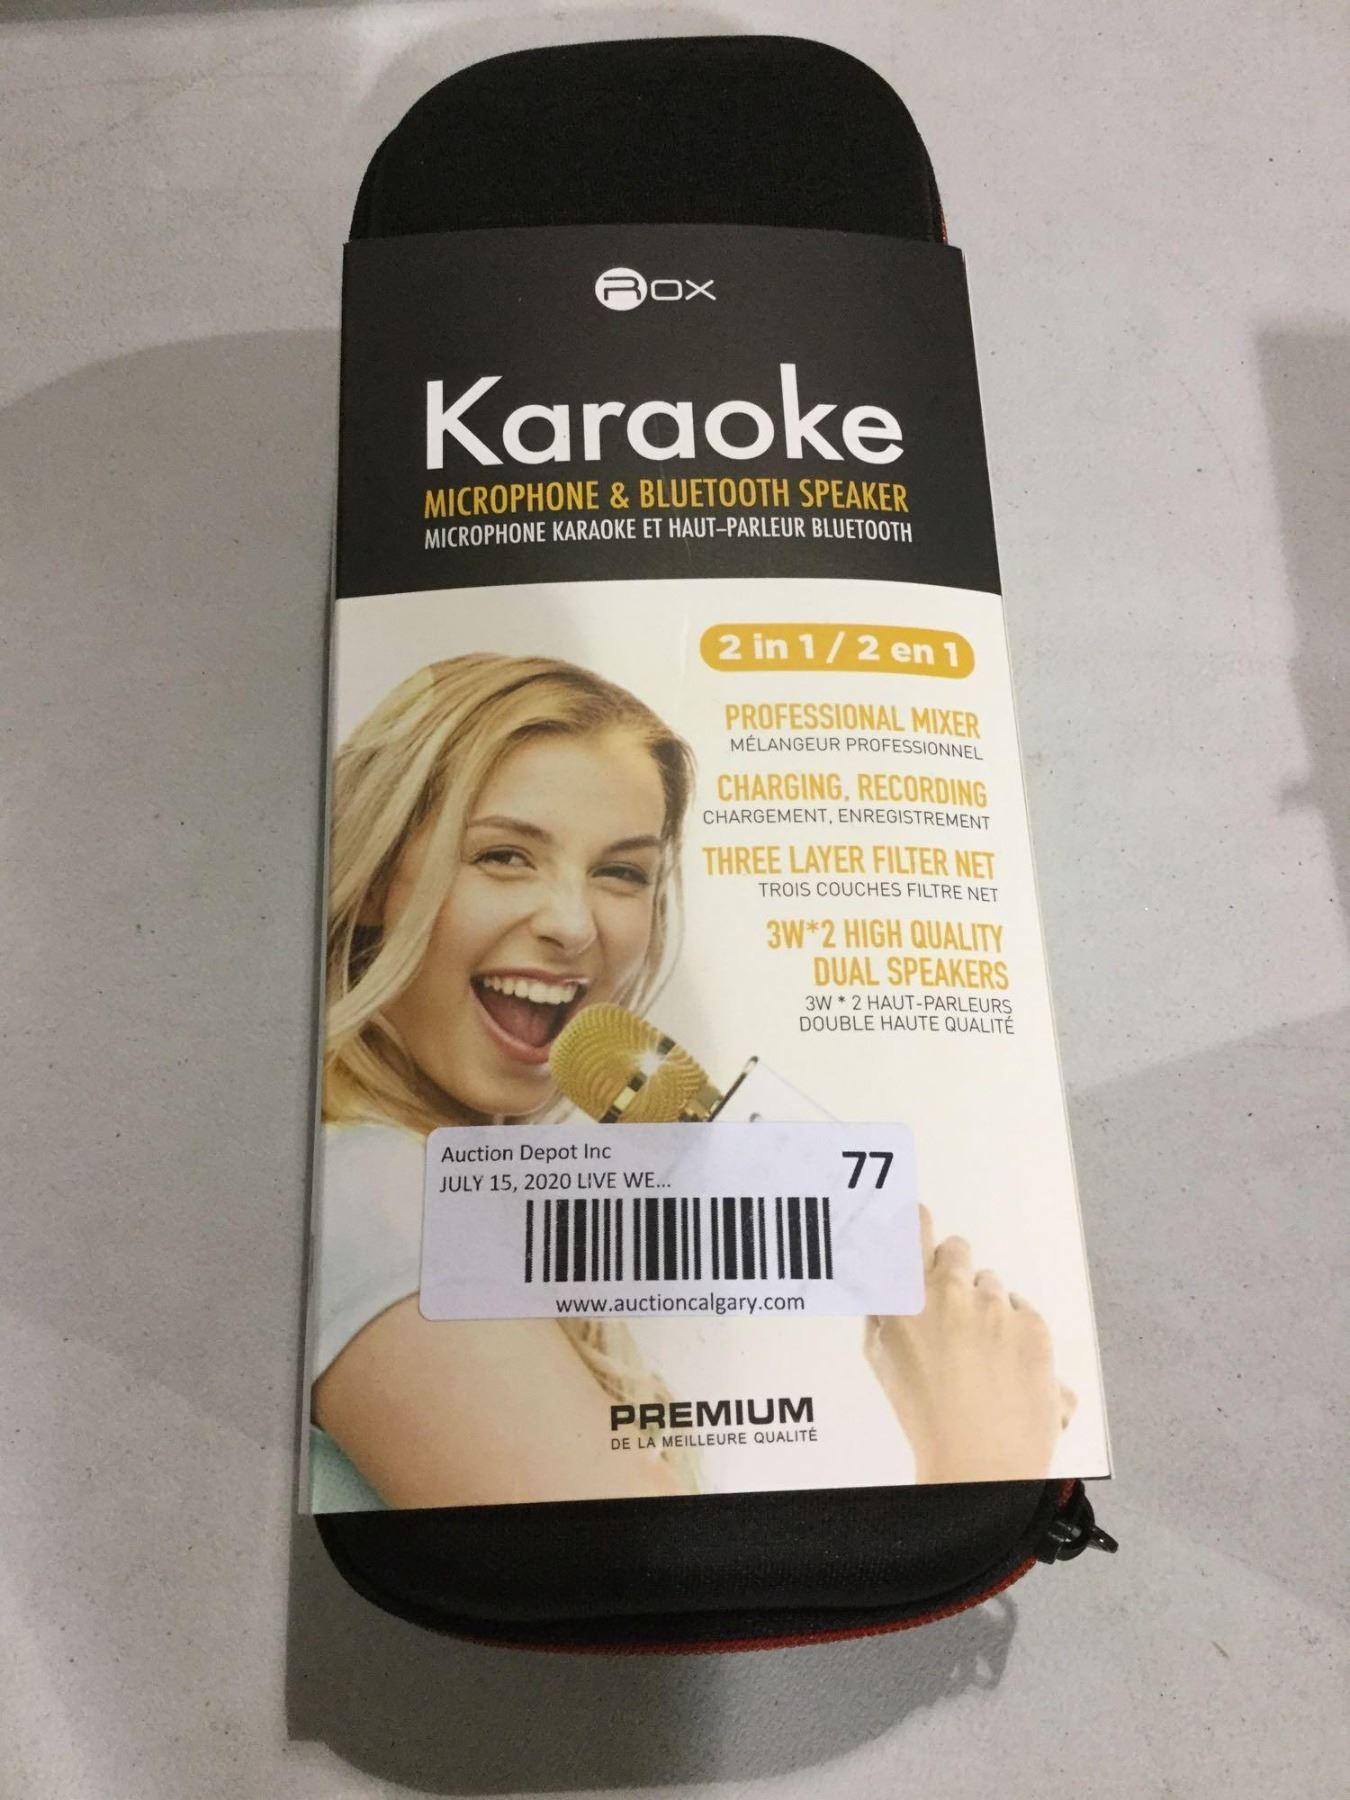 ROX
Karaoke
MICROPHONE & BLUETOOTH SPEAKER
MICROPHONE KARAOKE ET HAUT-PARLEUR BLUETOOTH
2 in 1 / 2 en 1
PROFESSIONAL MIXER
MÉLANGEUR PROFESSIONNEL
CHARGING, RECORDING
CHARGEMENT, ENREGISTREMENT
THREE LAYER FILTER NET
TROIS COUCHES FILTRE NET
3W*2 HIGH QUALITY
DUAL SPEAKERS
3W * 2 HAUT-PARLEURS
DOUBLE HAUTE QUALITÉ
Auction Depot Inc
77
JULY 15, 2020 LIVE WE...
www.auctioncalgary.com
PREMIUM
DE LA MEILLEURE QUALITÉ